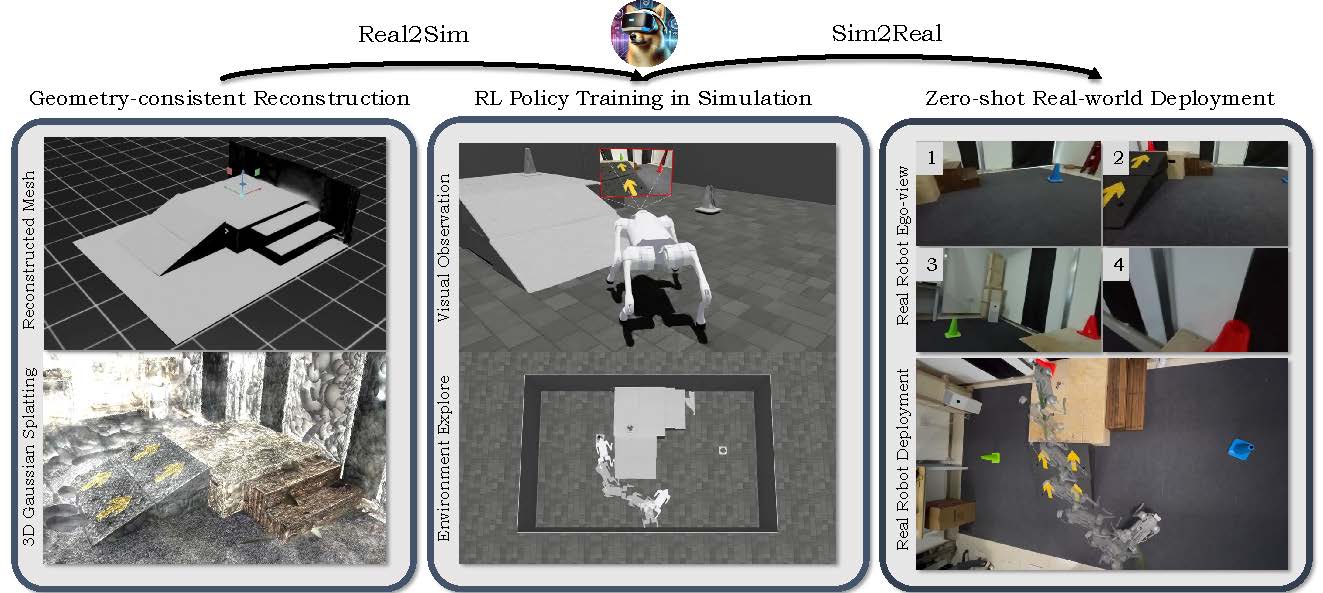 Real2Sim
Sim2Real
Geometry-consistent Reconstruction
RL Policy Training in Simulation
Zero-shot Real-world Deployment
Reconstructed Mesh
3D Gaussian Splatting
Visual Observation
Environment Explore
Real Robot Ego-view
1
2
3
4
Real Robot Deployment